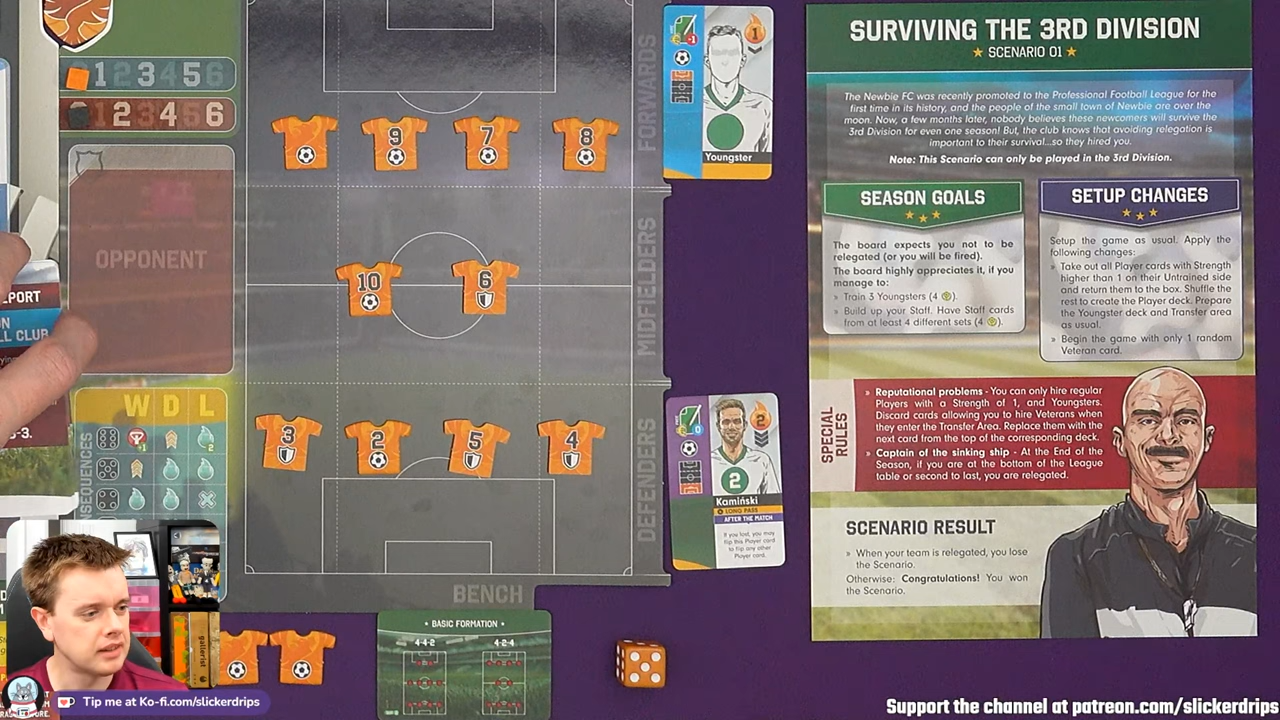 1 2 3 4 5 6
2 4 6
OPPONENT
W D L
FORWARDS
MIDFIELDERS
DEFENDERS
BENCH
9
7
8
10
6
3
2
5
4
-1
1
Youngster
0
2
2
Kamiński
LONG PASS
AFTER THE MATCH
If you lost, you may
flip this Player card
to flip any other
Player card.
EPORT
ON
LL CLUB
-3.
+1
2
NSEQUENCES
gallerist
★ BASIC FORMATION ★
4-4-2
4-2-4
Tip me at Ko-fi.com/slickerdrips
SURVIVING THE 3RD DIVISION
★ SCENARIO 01 ★
The Newbie FC was recently promoted to the Professional Football League for the
first time in its history, and the people of the small town of Newbie are over the
moon. Now, a few months later, nobody believes these newcomers will survive the
3rd Division for even one season! But, the club knows that avoiding relegation is
important to their survival...so they hired you.
Note: This Scenario can only be played in the 3rd Division.
SEASON GOALS
The board expects you not to be
relegated (or you will be fired).
The board highly appreciates it, if you
manage to:
» Train 3 Youngsters (4 ).
» Build up your Staff. Have Staff cards
from at least 4 different sets (4 ).
SETUP CHANGES
Setup the game as usual. Apply the
following changes:
» Take out all Player cards with Strength
higher than 1 on their Untrained side
and return them to the box. Shuffle the
rest to create the Player deck. Prepare
the Youngster deck and Transfer area
as usual.
» Begin the game with only 1 random
Veteran card.
SPECIAL
RULES
» Reputational problems - You can only hire regular
Players with a Strength of 1, and Youngsters.
Discard cards allowing you to hire Veterans when
they enter the Transfer Area. Replace them with the
next card from the top of the corresponding deck.
» Captain of the sinking ship - At the End of the
Season, if you are at the bottom of the League
table or second to last, you are relegated.
SCENARIO RESULT
» When your team is relegated, you lose
the Scenario.
Otherwise: Congratulations! You won
the Scenario.
Support the channel at patreon.com/slickerdrips